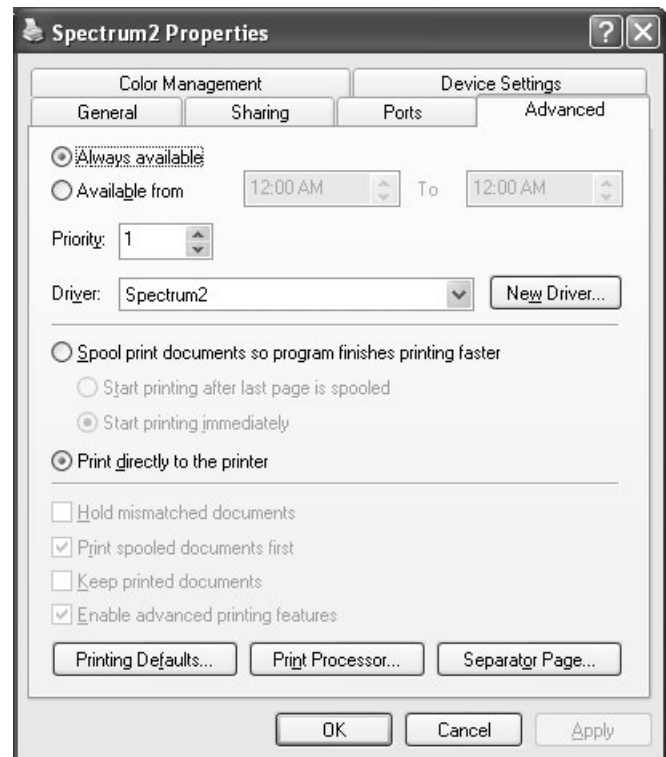 Spectrum2 Properties
Color Management Device Settings
General Sharing Ports Advanced
Always available
Available from 12:00 AM To 12:00 AM
Priority: 1
Driver: Spectrum2 New Driver...
Spool print documents so program finishes printing faster
Start printing after last page is spooled
Start printing immediately
Print directly to the printer
Hold mismatched documents
Print spooled documents first
Keep printed documents
Enable advanced printing features
Printing Defaults... Print Processor... Separator Page...
OK Cancel Apply